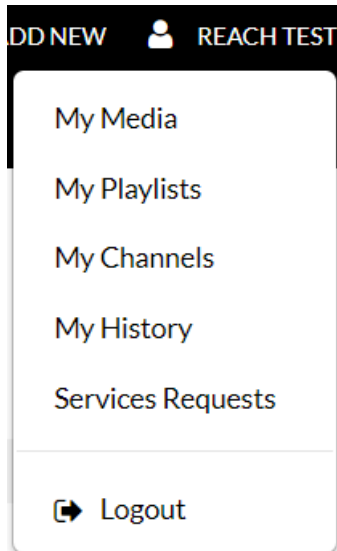 DD NEW REACH TEST
My Media
My Playlists
My Channels
My History
Services Requests
Logout